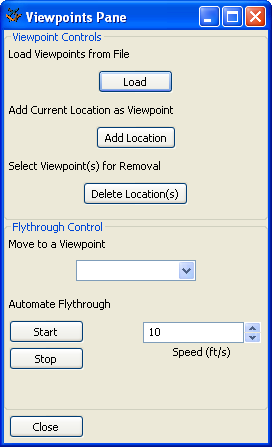 Viewpoints Pane
Viewpoint Controls
Load Viewpoints from File
Load
Add Current Location as Viewpoint
Add Location
Select Viewpoint(s) for Removal
Delete Location(s)
Flythrough Control
Move to a Viewpoint
Automate Flythrough
Start
10
Stop
Speed (ft/s)
Close